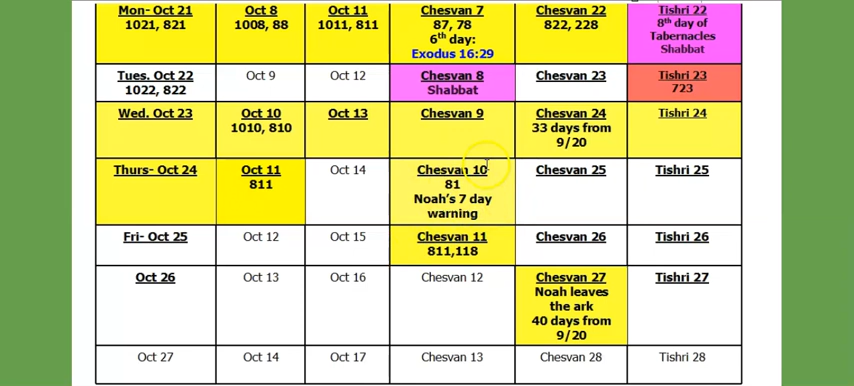 Mon- Oct 21 Oct 8 Oct 11 Chesvan 7 Chesvan 22 Tishri 22
1021, 821 1008, 88 1011, 811 87, 78 822, 228 8th day of
6th day: Tabernacles
Exodus 16:29 Shabbat
Tues. Oct 22 Oct 9 Oct 12 Chesvan 8 Chesvan 23 Tishri 23
1022, 822 Shabbat 723
Wed. Oct 23 Oct 10 Oct 13 Chesvan 9 Chesvan 24 Tishri 24
1010, 810 33 days from
9/20
Thurs- Oct 24 Oct 11 Oct 14 Chesvan 10 Chesvan 25 Tishri 25
811 81
Noah's 7 day
warning
Fri- Oct 25 Oct 12 Oct 15 Chesvan 11 Chesvan 26 Tishri 26
811,118
Oct 26 Oct 13 Oct 16 Chesvan 12 Chesvan 27 Tishri 27
Noah leaves
the ark
40 days from
9/20
Oct 27 Oct 14 Oct 17 Chesvan 13 Chesvan 28 Tishri 28